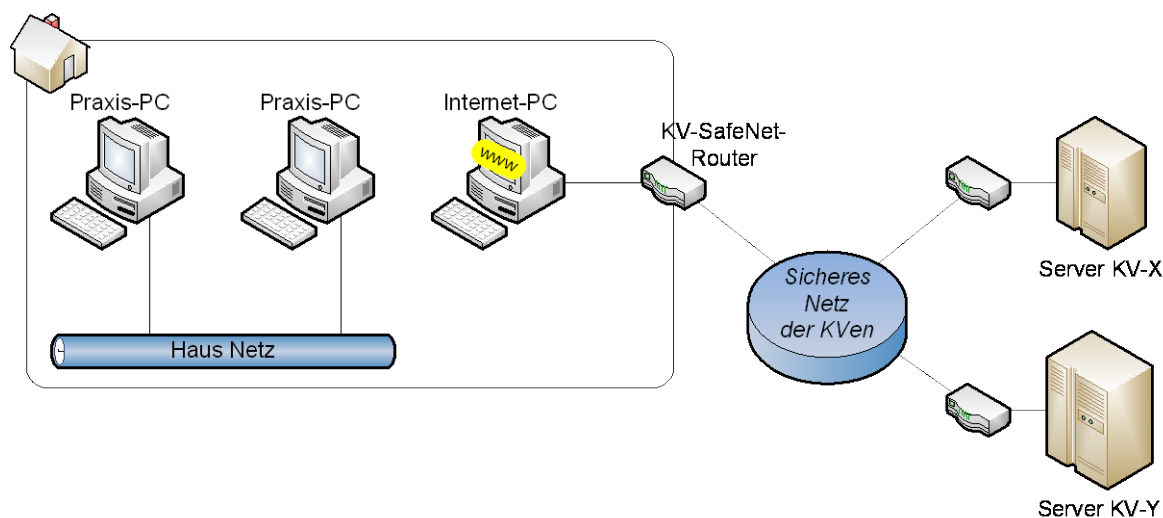 Praxis-PC
Praxis-PC
Internet-PC
www
KV-SafeNet-
Router
Haus Netz
Sicheres
Netz
der KVen
Server KV-X
Server KV-Y